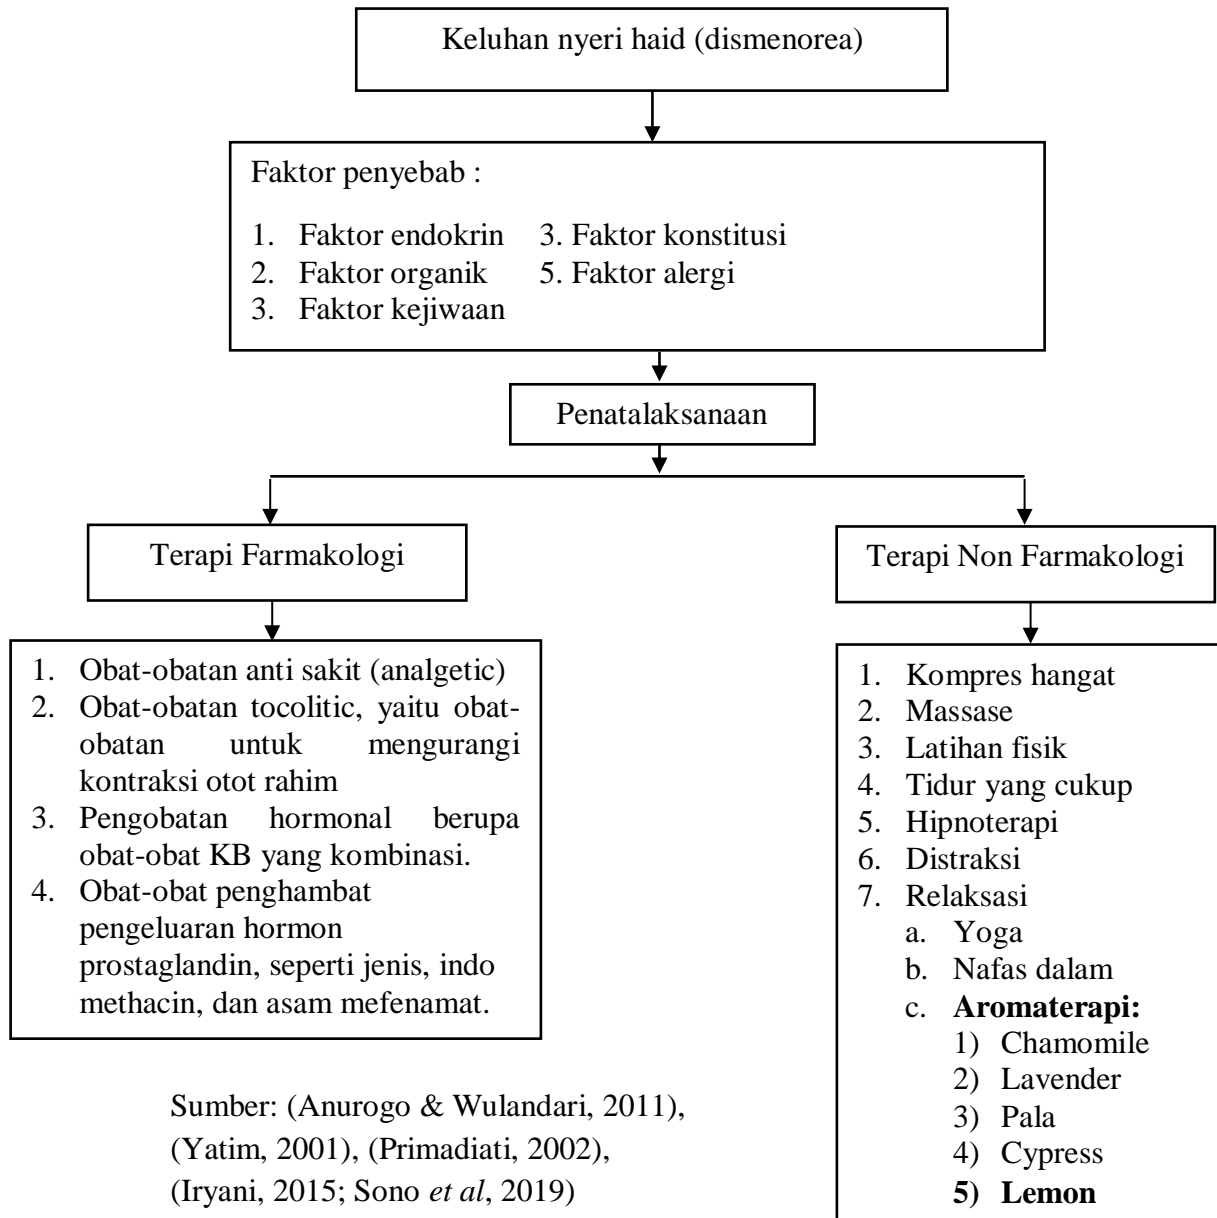 Keluhan nyeri haid (dismenorea)
Faktor penyebab :
1. Faktor endokrin 3. Faktor konstitusi
2. Faktor organik 5. Faktor alergi
3. Faktor kejiwaan
Penatalaksanaan
Terapi Farmakologi
Terapi Non Farmakologi
1. Obat-obatan anti sakit (analgetic)
2. Obat-obatan tocolitic, yaitu obat-
obatan untuk mengurangi
kontraksi otot rahim
3. Pengobatan hormonal berupa
obat-obat KB yang kombinasi.
4. Obat-obat penghambat
pengeluaran hormon
prostaglandin, seperti jenis, indo
methacin, dan asam mefenamat.
1. Kompres hangat
2. Massase
3. Latihan fisik
4. Tidur yang cukup
5. Hipnoterapi
6. Distraksi
7. Relaksasi
a. Yoga
b. Nafas dalam
c. Aromaterapi:
1) Chamomile
2) Lavender
3) Pala
4) Cypress
5) Lemon
Sumber: (Anurogo & Wulandari, 2011),
(Yatim, 2001), (Primadiati, 2002),
(Iryani, 2015; Sono et al, 2019)